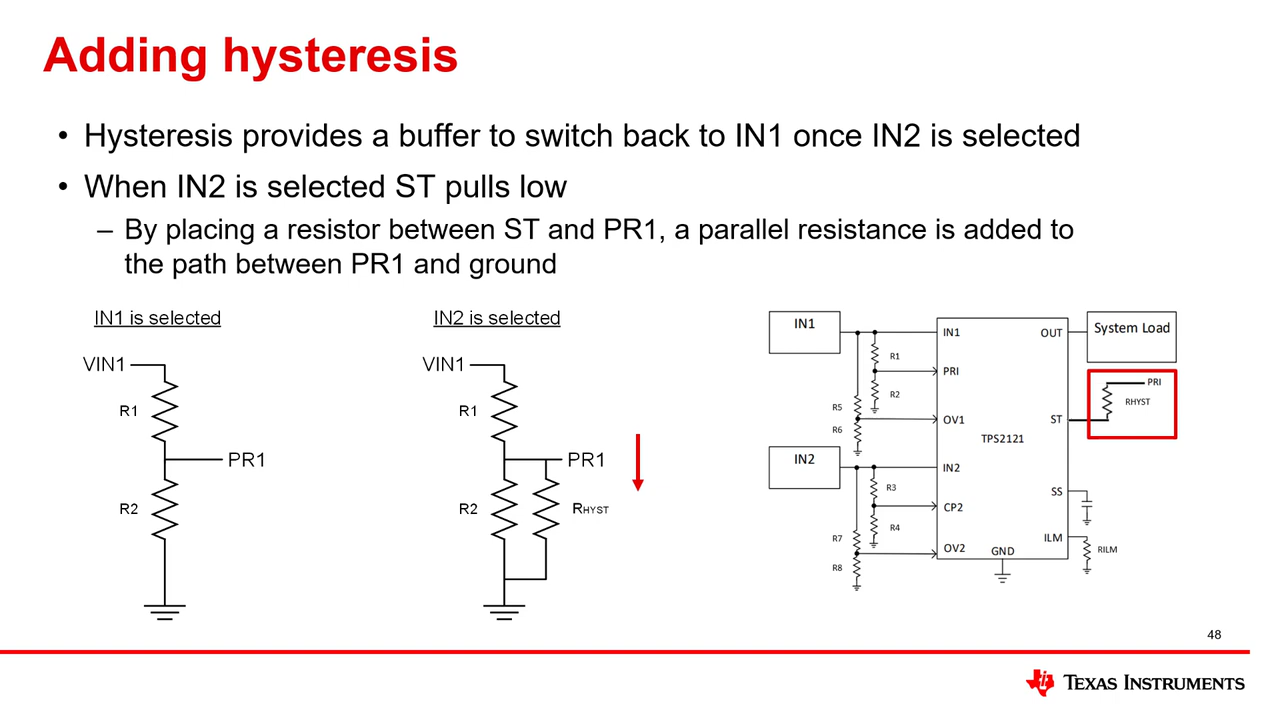 Adding hysteresis
• Hysteresis provides a buffer to switch back to IN1 once IN2 is selected
• When IN2 is selected ST pulls low
– By placing a resistor between ST and PR1, a parallel resistance is added to
the path between PR1 and ground
IN1 is selected
VIN1
R1
PR1
R2
IN2 is selected
VIN1
R1
PR1
R2
RHYST
IN1
IN2
R1
R2
R5
R6
R3
R4
R7
R8
IN1
PRI
OV1
IN2
CP2
OV2
TPS2121
GND
OUT
ST
SS
ILM
System Load
PRI
RHYST
RILM
48
TEXAS INSTRUMENTS